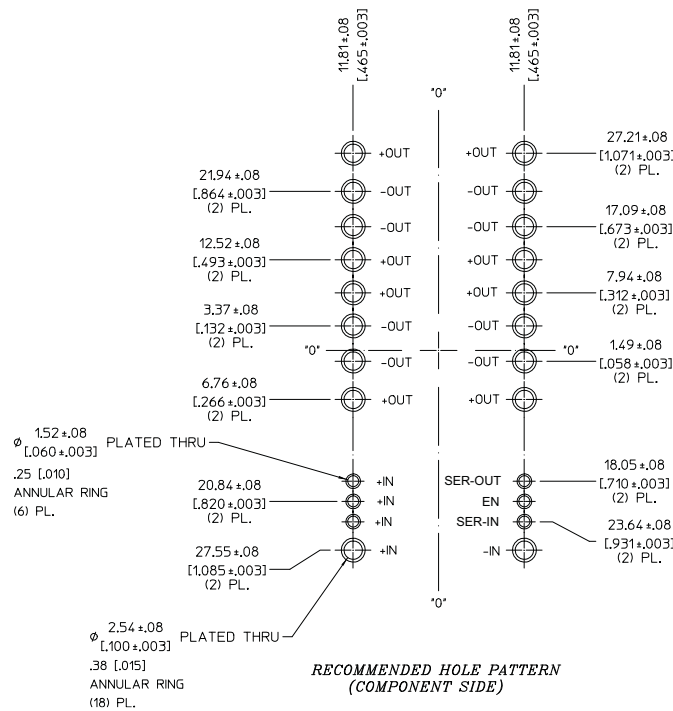 11.81±.08
[.465±.003]
11.81±.08
[.465±.003]
"0"
+OUT
+OUT
27.21±.08
[1.071±.003]
(2) PL.
21.94±.08
[.864±.003]
(2) PL.
-OUT
-OUT
17.09±.08
[.673±.003]
(2) PL.
-OUT
-OUT
12.52±.08
[.493±.003]
(2) PL.
+OUT
+OUT
7.94±.08
[.312±.003]
(2) PL.
+OUT
+OUT
3.37±.08
[.132±.003]
(2) PL.
-OUT
-OUT
"0"
"0"
1.49±.08
[.058±.003]
(2) PL.
-OUT
-OUT
6.76±.08
[.266±.003]
(2) PL.
+OUT
+OUT
ø 1.52±.08
[.060±.003]
PLATED THRU
.25 [.010]
ANNULAR RING
(6) PL.
+IN
SER-OUT
18.05±.08
[.710±.003]
(2) PL.
20.84±.08
[.820±.003]
(2) PL.
+IN
EN
+IN
SER-IN
23.64±.08
[.931±.003]
(2) PL.
27.55±.08
[1.085±.003]
(2) PL.
+IN
-IN
"0"
ø 2.54±.08
[.100±.003]
PLATED THRU
.38 [.015]
ANNULAR RING
(18) PL.
RECOMMENDED HOLE PATTERN
(COMPONENT SIDE)